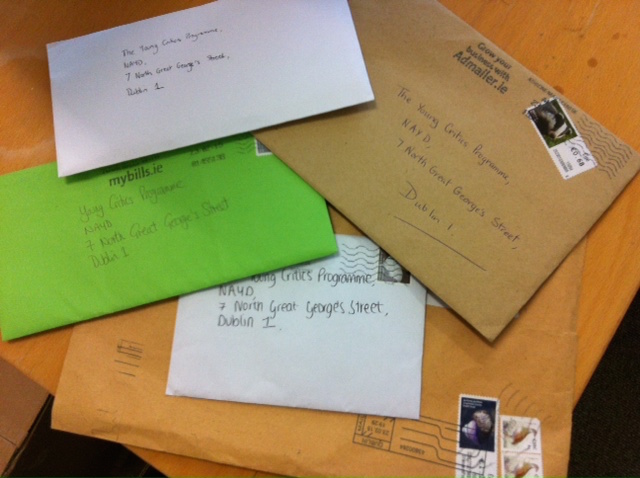 The Young Critics Programme,
NAYD,
7 North Great George's Street,
Dublin 1
Grow your
business with
Admailer.ie
The Young Critics Programme,
NAYD,
7 North Great George's Street,
Dublin 1.
mybills.ie
Young Critics Programme
NAYD
7 North Great George's Street
Dublin 1
Young Critics Programme,
NAYD,
7 North Great George's Street,
Dublin 1.